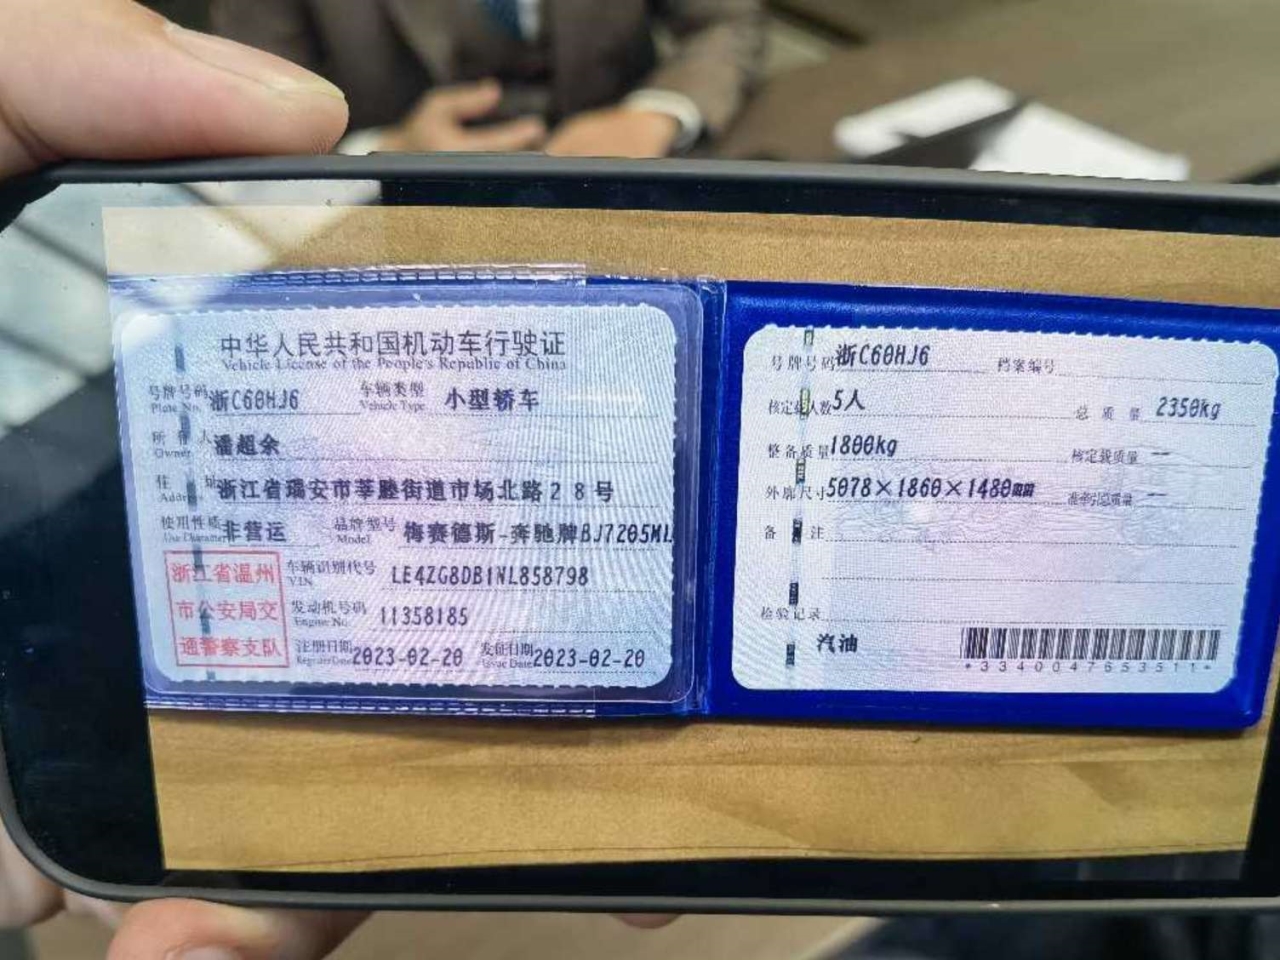 中华人民共和国机动车行驶证
Vehicle License of the People's Republic of China
号牌号码 浙C60HJ6 车辆类型 小型轿车
Plate No. Vehicle Type
所有人 潘超余
Owner
住址 浙江省瑞安市莘塍街道市场北路28号
Address
使用性质 非营运 品牌型号 梅赛德斯-奔驰牌BJ7205ML
Use Character Model
浙江省温州
市公安局交
通警察支队
车辆识别代号 LE4ZG8DB1NL858798
VIN
发动机号码 11358185
Engine No.
注册日期 2023-02-20 发证日期 2023-02-20
Register Date Issue Date
号牌号码 浙C60HJ6 档案编号
核定载人数 5人 总质量 2350kg
整备质量 1800kg 核定载质量 --
外廓尺寸 5078×1860×1480mm 准牵引总质量 --
备注
检验记录
汽油
*3340047653511*